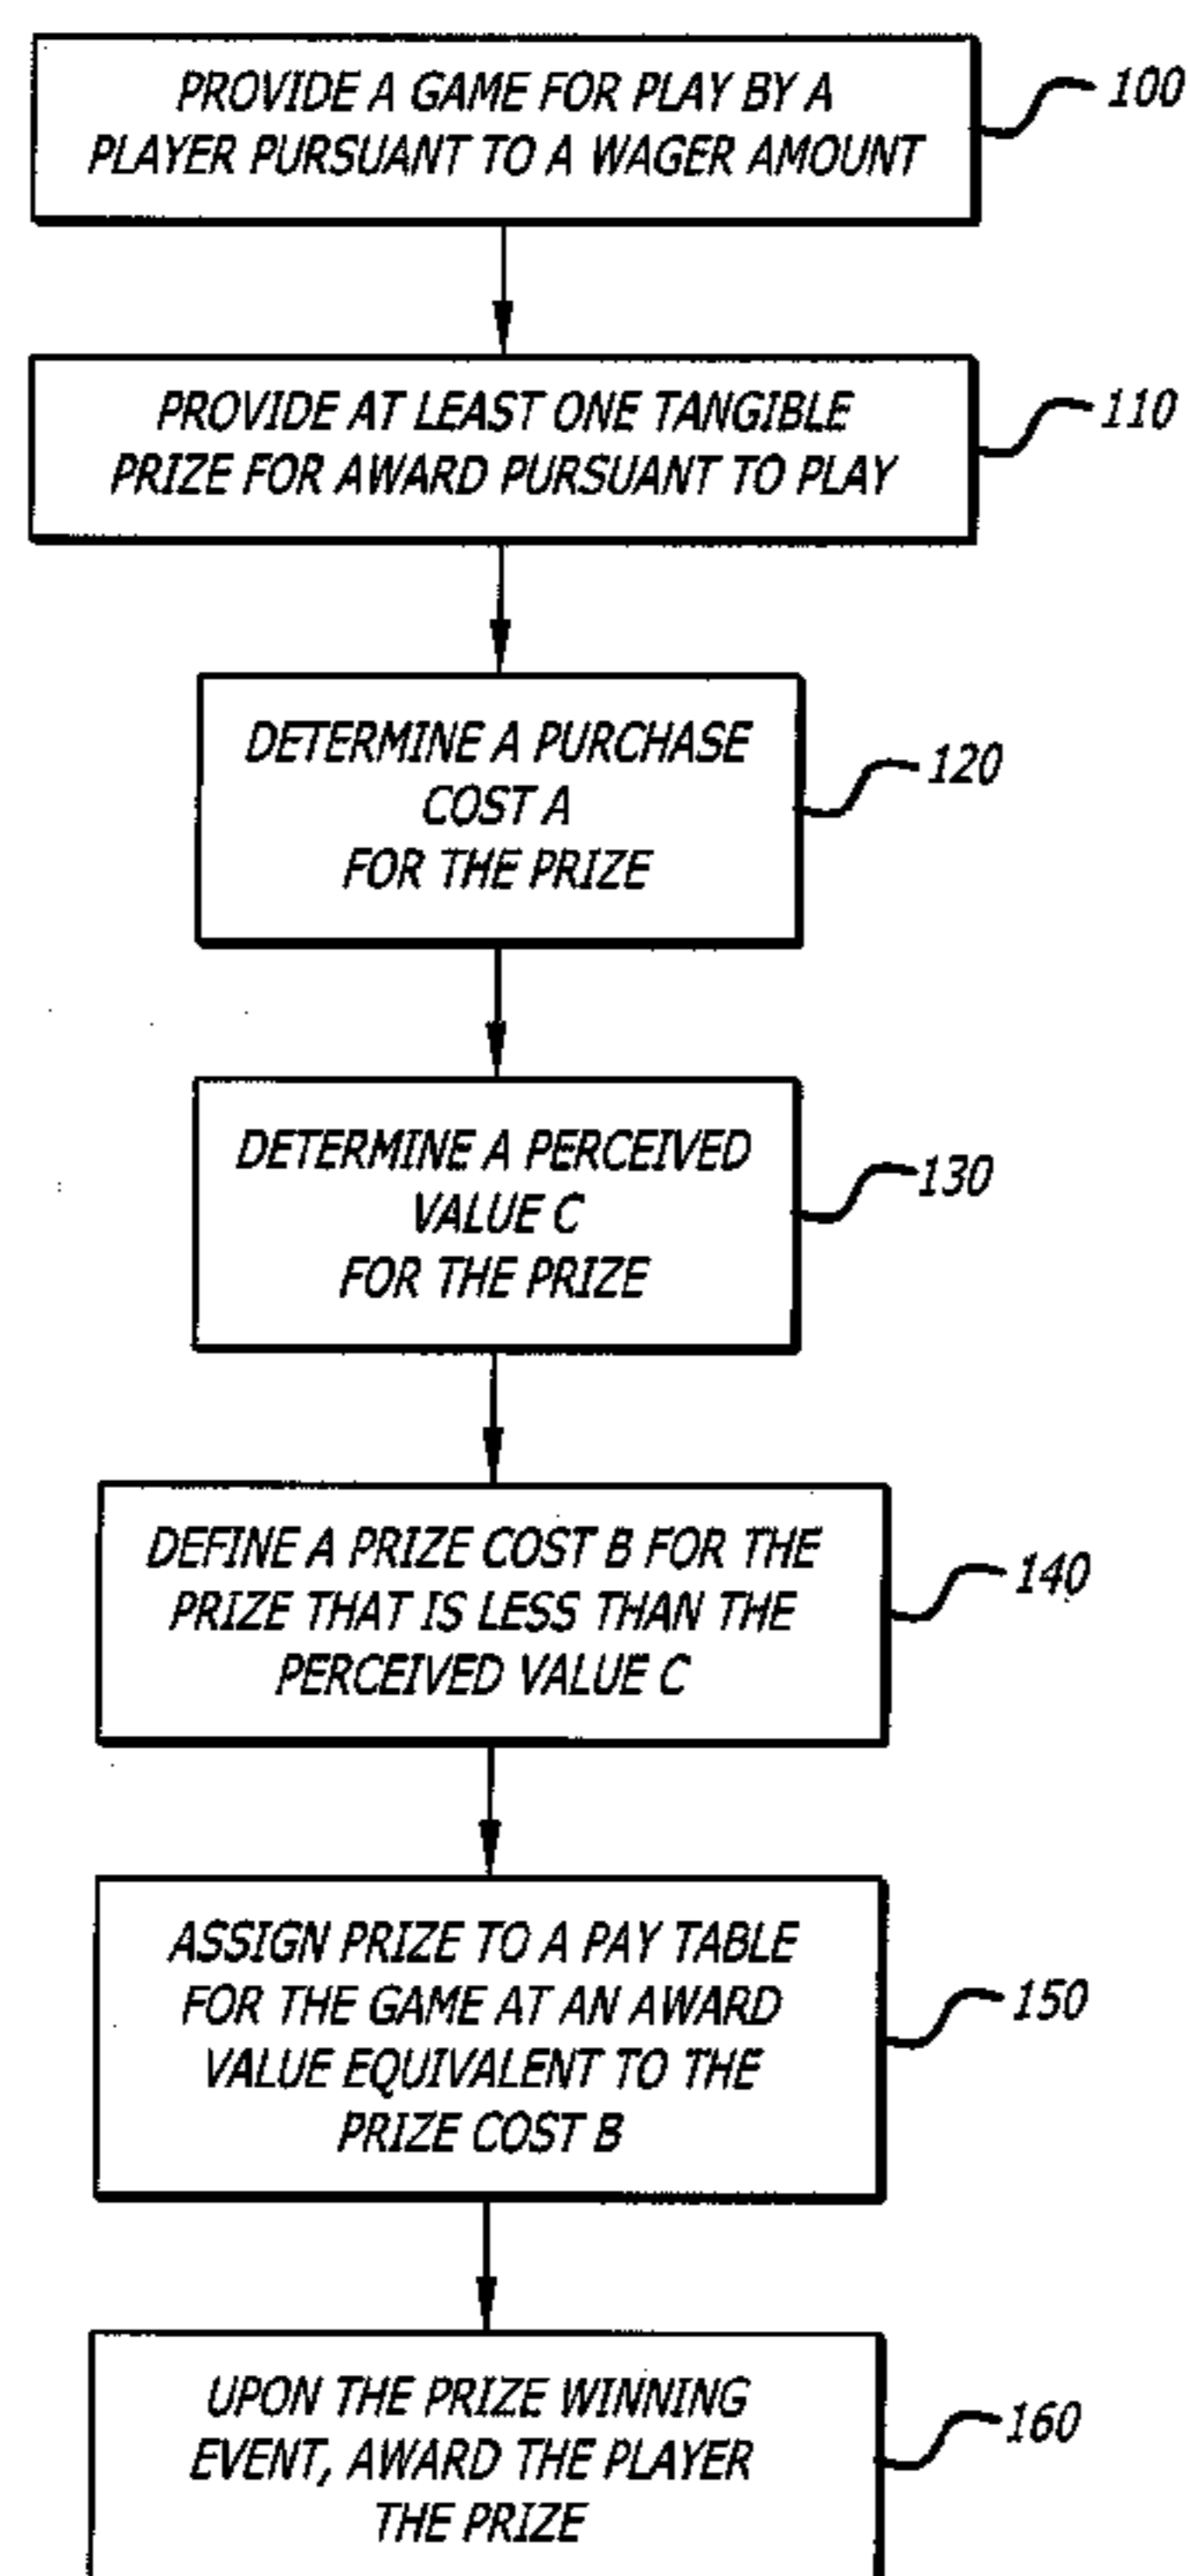 PROVIDE A GAME FOR PLAY BY A
PLAYER PURSUANT TO A WAGER AMOUNT
100
PROVIDE AT LEAST ONE TANGIBLE
PRIZE FOR AWARD PURSUANT TO PLAY
110
DETERMINE A PURCHASE
COST A
FOR THE PRIZE
120
DETERMINE A PERCEIVED
VALUE C
FOR THE PRIZE
130
DEFINE A PRIZE COST B FOR THE
PRIZE THAT IS LESS THAN THE
PERCEIVED VALUE C
140
ASSIGN PRIZE TO A PAY TABLE
FOR THE GAME AT AN AWARD
VALUE EQUIVALENT TO THE
PRIZE COST B
150
UPON THE PRIZE WINNING
EVENT, AWARD THE PLAYER
THE PRIZE
160